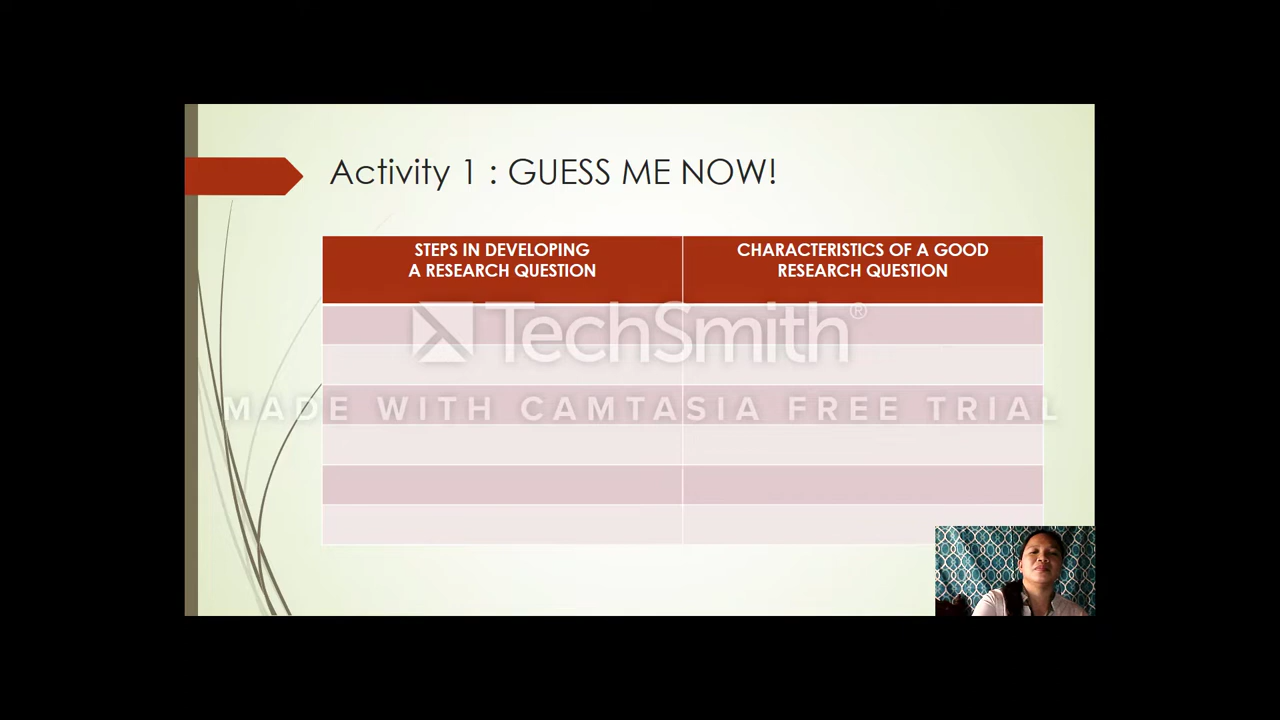 Activity 1 : GUESS ME NOW!
STEPS IN DEVELOPING
A RESEARCH QUESTION
CHARACTERISTICS OF A GOOD
RESEARCH QUESTION
TechSmith®
MADE WITH CAMTASIA FREE TRIAL